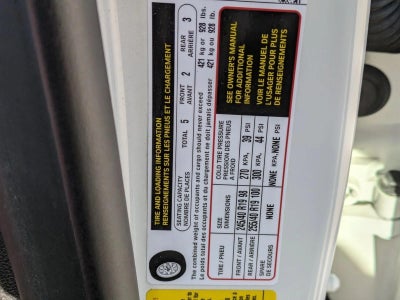 TIRE AND LOADING INFORMATION
RENSEIGNEMENTS SUR LES PNEUS ET LE CHARGEMENT
SEATING CAPACITY
NOMBRE DE PLACES
TOTAL 5
FRONT
AVANT 2
REAR
ARRIÈRE 3
The combined weight of occupants and cargo should never exceed 421 kg or 928 lbs.
Le poids total des occupants et du chargement ne doit jamais dépasser 421 kg ou 928 lb.
TIRE / PNEU
SIZE
DIMENSIONS
COLD TIRE PRESSURE
PRESSION DES PNEUS
A FROID
FRONT / AVANT 245/40 R19 98 270 KPA, 39 PSI
REAR / ARRIÈRE 255/40 R19 100 300 KPA, 44 PSI
SPARE
DE SECOURS NONE NONE KPA, NONE PSI
SEE OWNER'S MANUAL
FOR ADDITIONAL
INFORMATION
VOIR LE MANUEL DE
L'USAGER POUR PLUS
DE RENSEIGNEMENTS